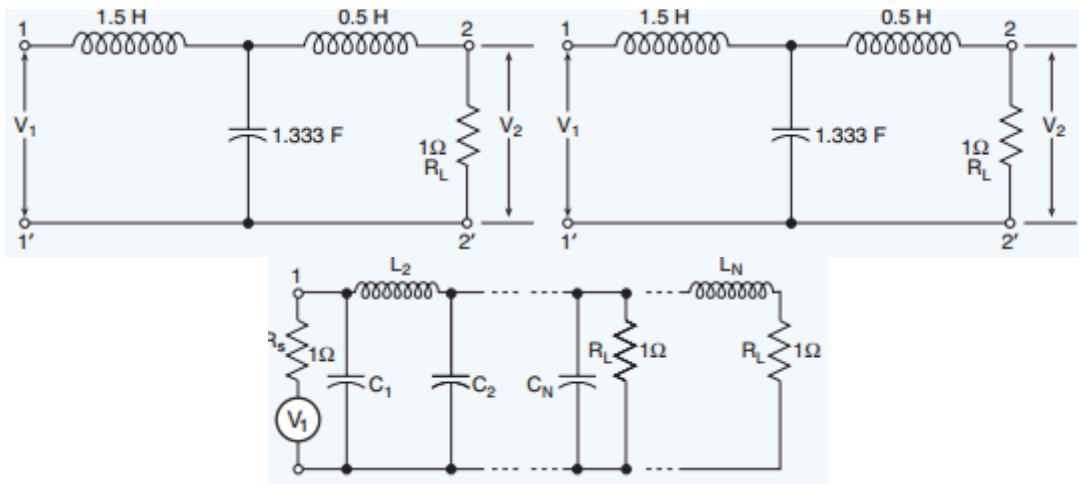 1.5 H 0.5 H
1 2
V1 1.333 F 1Ω RL V2
1' 2'
1.5 H 0.5 H
1 2
V1 1.333 F 1Ω RL V2
1' 2'
L2 LN
1
Rs 1Ω C1 C2 CN RL 1Ω RL 1Ω
V1